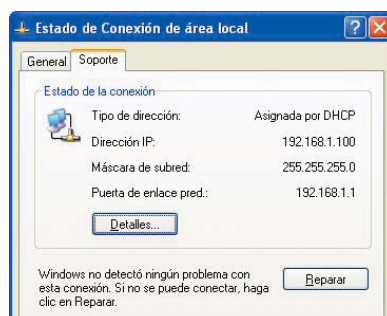 Estado de Conexión de área local
General Soporte
Estado de la conexión
Tipo de dirección: Asignada por DHCP
Dirección IP: 192.168.1.100
Máscara de subred: 255.255.255.0
Puerta de enlace pred.: 192.168.1.1
Detalles...
Windows no detectó ningún problema con
esta conexión. Si no se puede conectar, haga
clic en Reparar.
Reparar